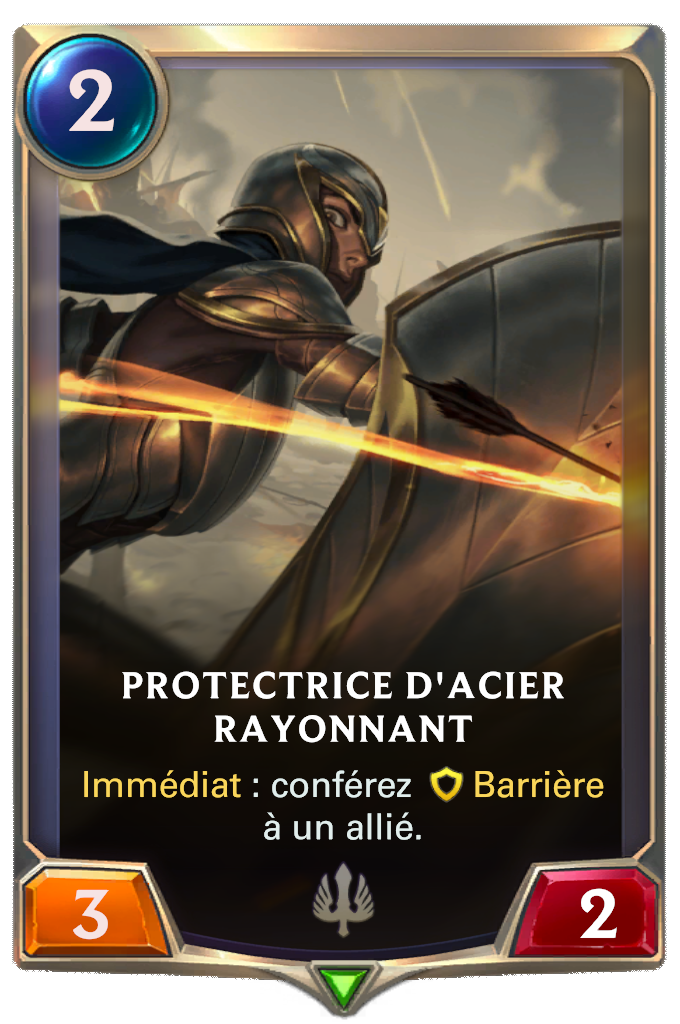 2
PROTECTRICE D'ACIER
RAYONNANT
Immédiat : conférez Barrière
à un allié.
3
2